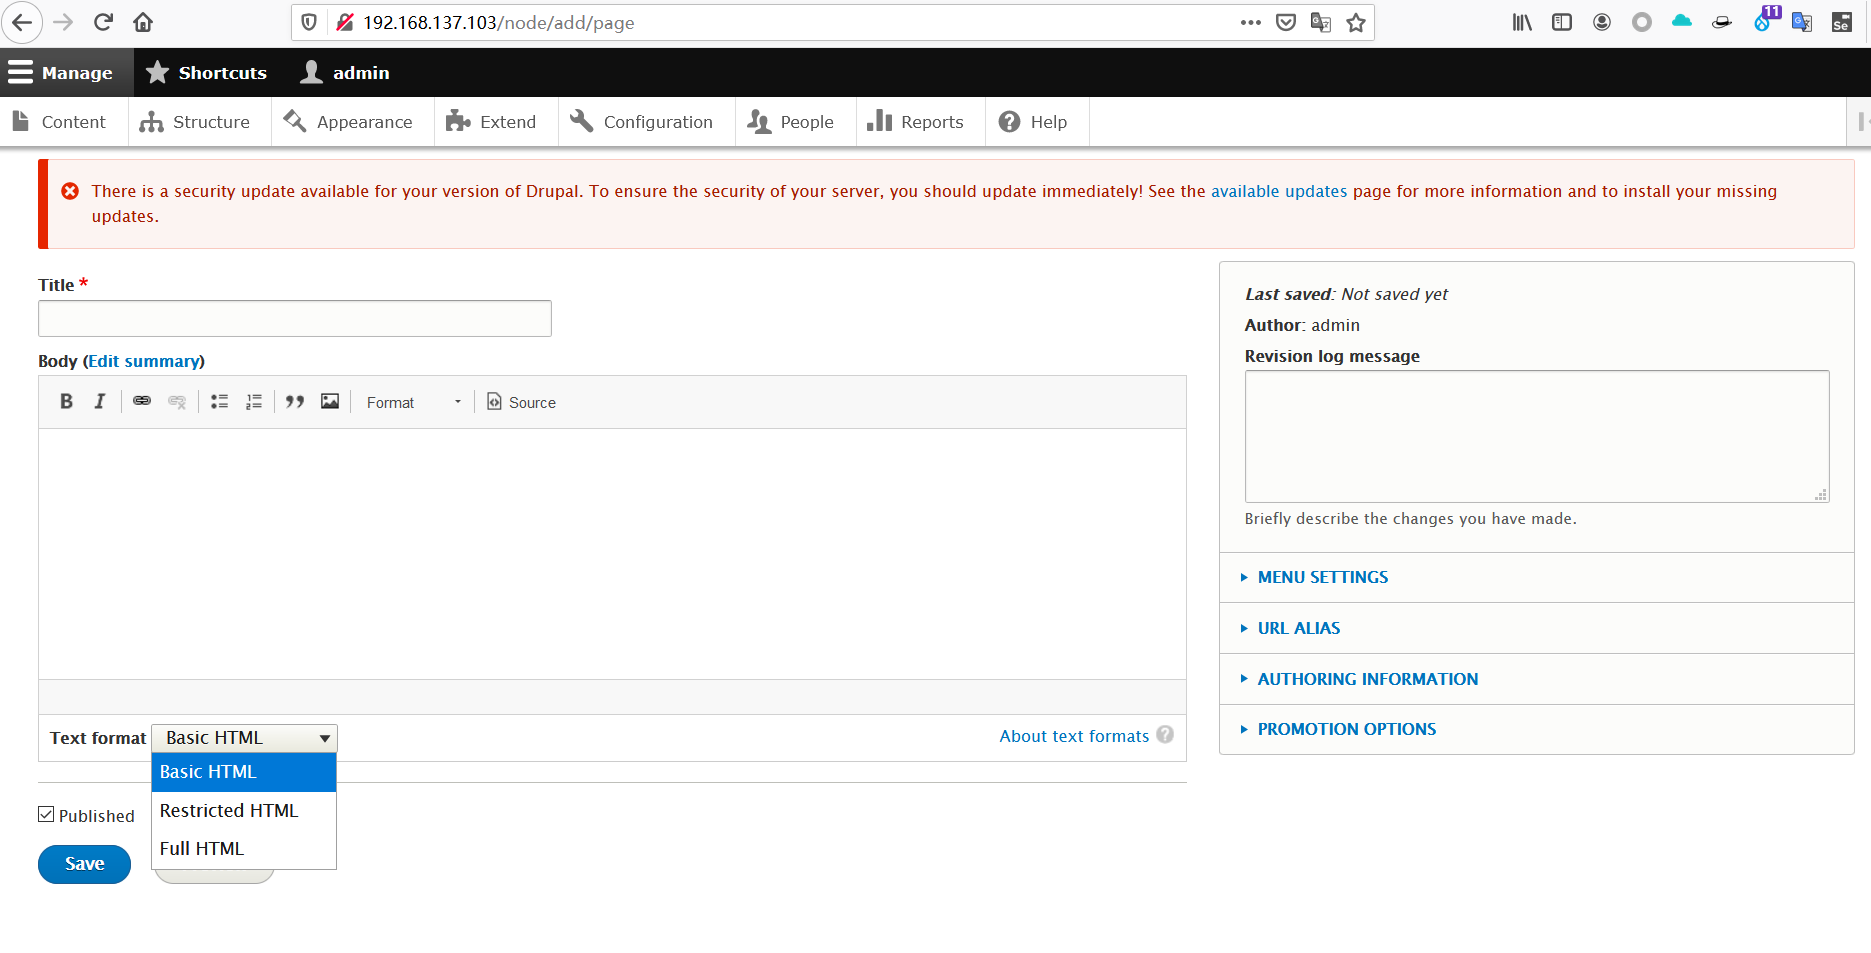 192.168.137.103/node/add/page
11
Se
Manage
Shortcuts
admin
Content
Structure
Appearance
Extend
Configuration
People
Reports
Help
There is a security update available for your version of Drupal. To ensure the security of your server, you should update immediately! See the available updates page for more information and to install your missing
updates.
Title *
Body (Edit summary)
B I Format Source
Text format Basic HTML
About text formats
Basic HTML
Restricted HTML
Full HTML
Published
Save
Last saved: Not saved yet
Author: admin
Revision log message
Briefly describe the changes you have made.
MENU SETTINGS
URL ALIAS
AUTHORING INFORMATION
PROMOTION OPTIONS